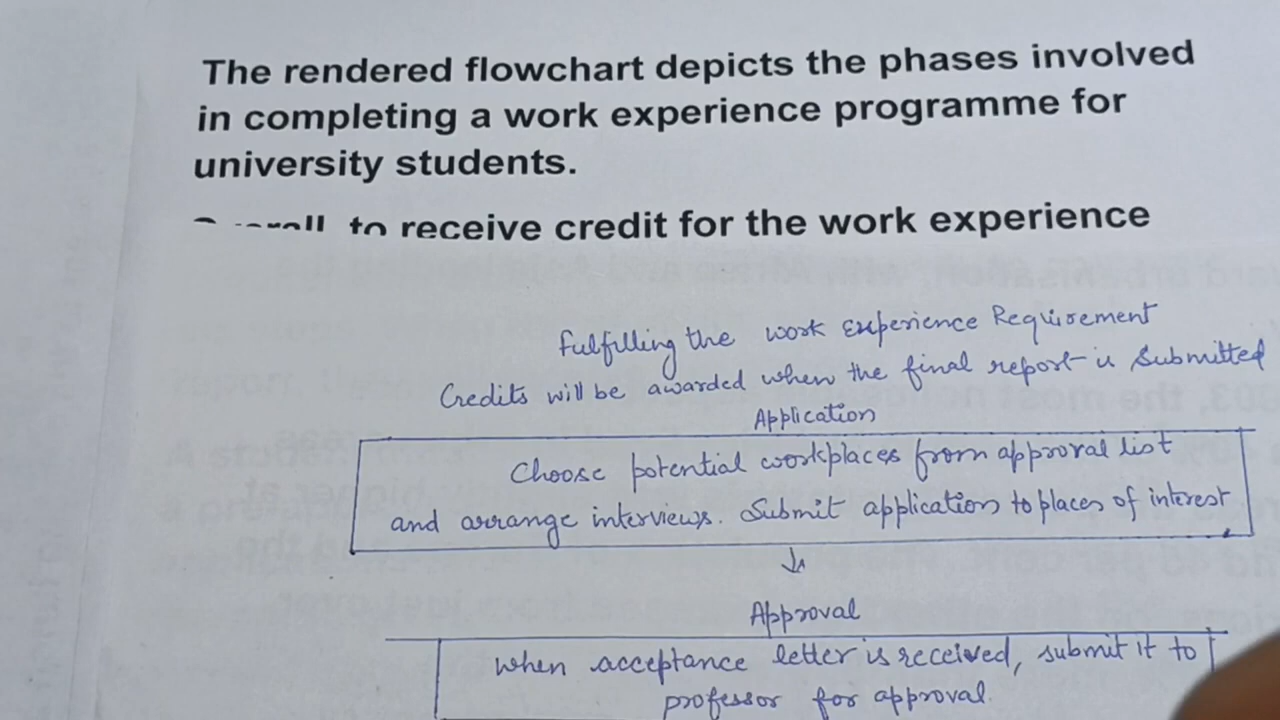 The rendered flowchart depicts the phases involved
in completing a work experience programme for
university students.
to receive credit for the work experience
Fulfilling the work Experience Requirement
Credits will be awarded when the final report is Submitted
Application
Choose potential workplaces from approval list
and arrange interviews. Submit application to places of interest
Approval
when acceptance letter is received, submit it to
professor for approval.